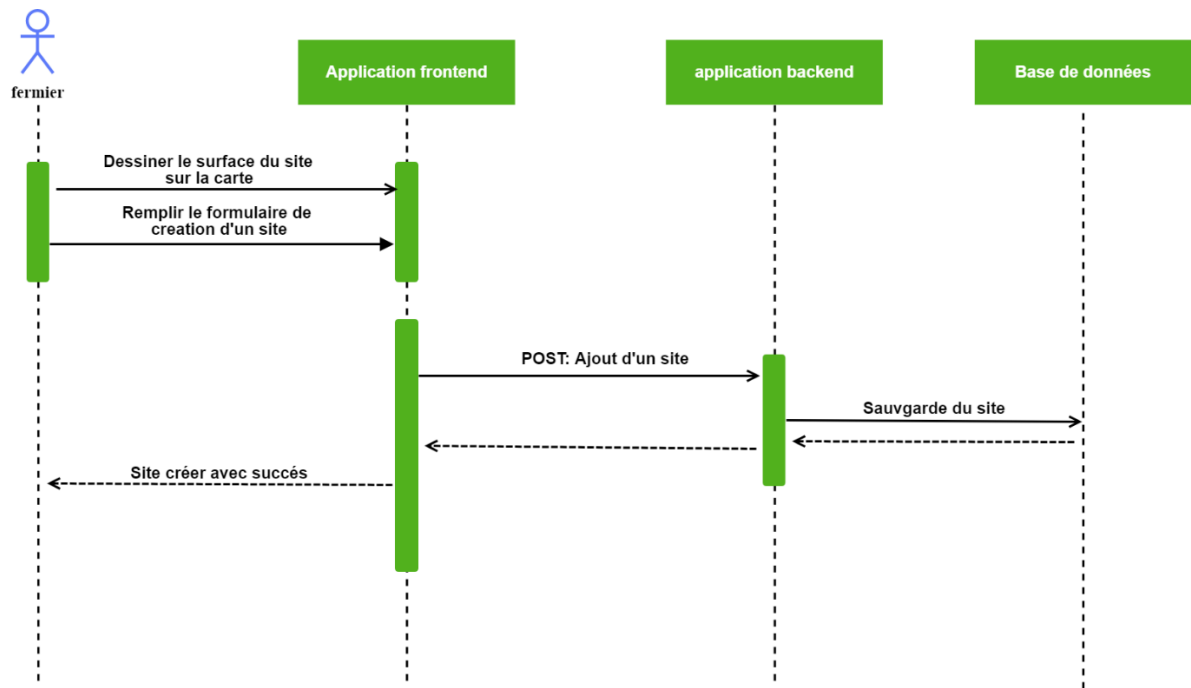 fermier
Application frontend
application backend
Base de données
Dessiner le surface du site
sur la carte
Remplir le formulaire de
creation d'un site
POST: Ajout d'un site
Sauvgarde du site
Site créer avec succés